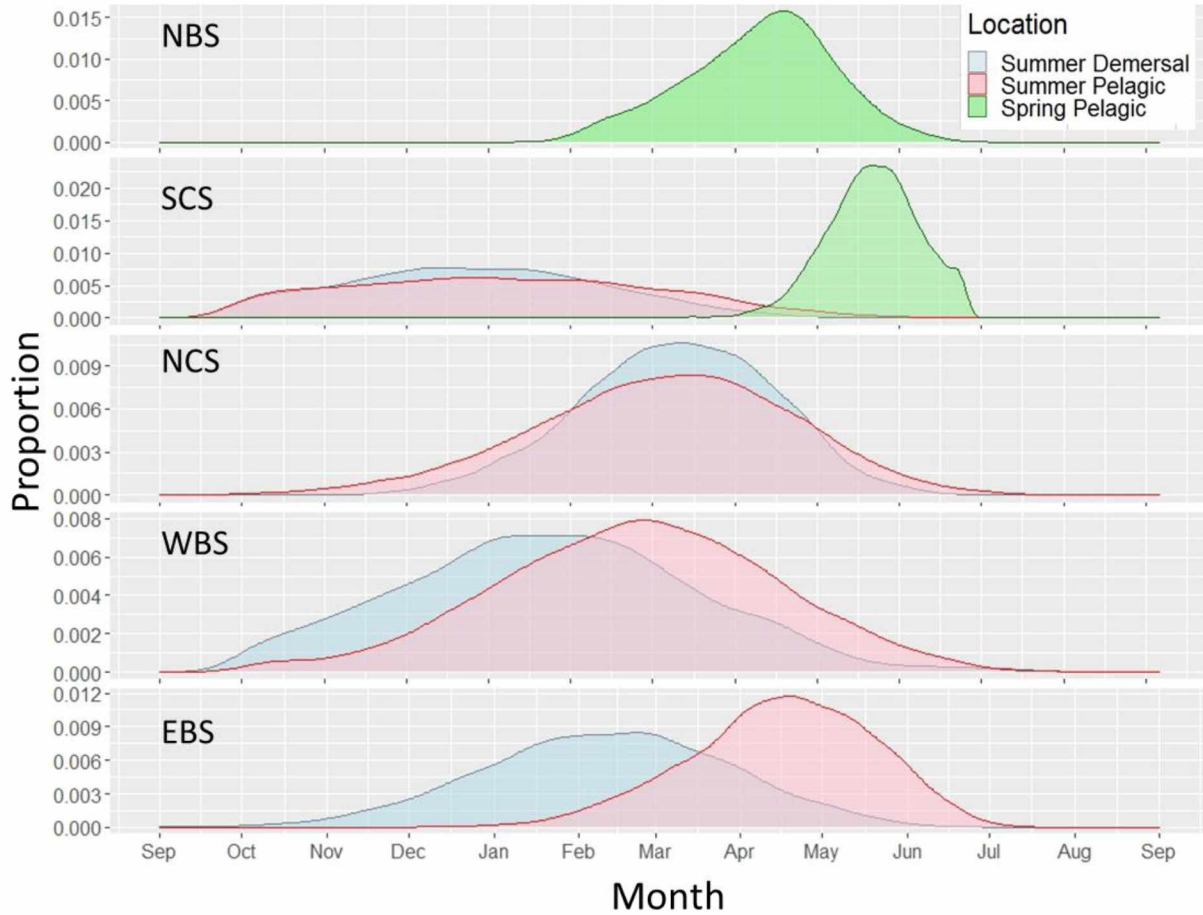 NBS
0.015
0.010
0.005
0.000
Location
Summer Demersal
Summer Pelagic
Spring Pelagic
SCS
0.020
0.015
0.010
0.005
0.000
Proportion
NCS
0.009
0.006
0.003
0.000
WBS
0.008
0.006
0.004
0.002
0.000
EBS
0.012
0.009
0.006
0.003
0.000
Sep Oct Nov Dec Jan Feb Mar Apr May Jun Jul Aug Sep
Month